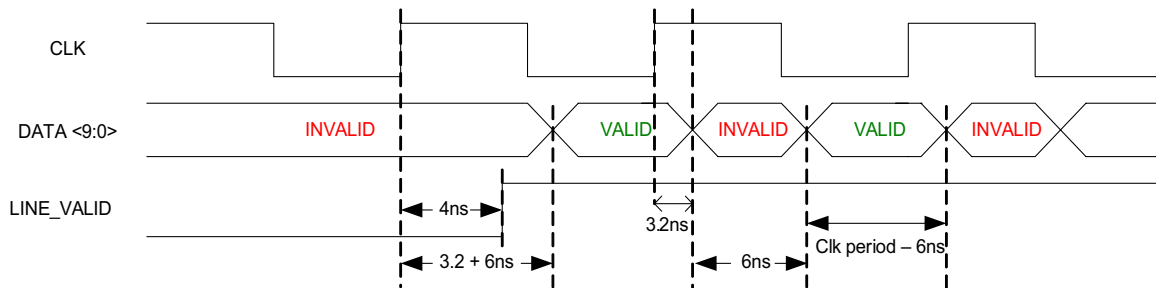 CLK
DATA <9:0>
INVALID
VALID
INVALID
VALID
INVALID
LINE_VALID
4ns
3.2ns
Clk period – 6ns
3.2 + 6ns
6ns